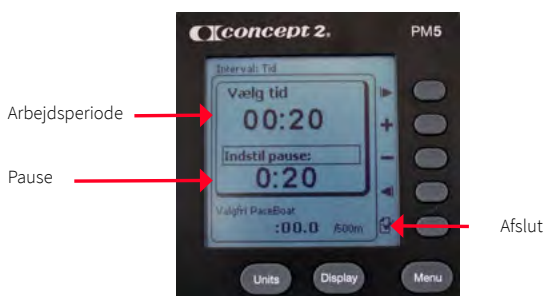 concept 2.
PM5
Interval: Tid
Vælg tid
00:20
Indstil pause:
0:20
Valgfri PaceBoat
:00.0 /500m
Arbejdsperiode
Pause
Afslut
Units
Display
Menu